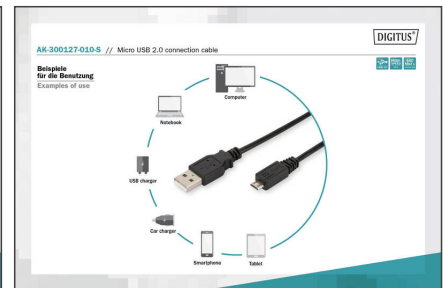 DIGITUS®
AK-300127-010-S // Micro USB 2.0 connection cable
Beispiele
für die Benutzung
Examples of use
Computer
Notebook
USB charger
Car charger
Smartphone
Tablet